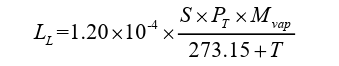 L_L=1.20×10^-4 × (S×P_T×M_vap)/(273.15+T)